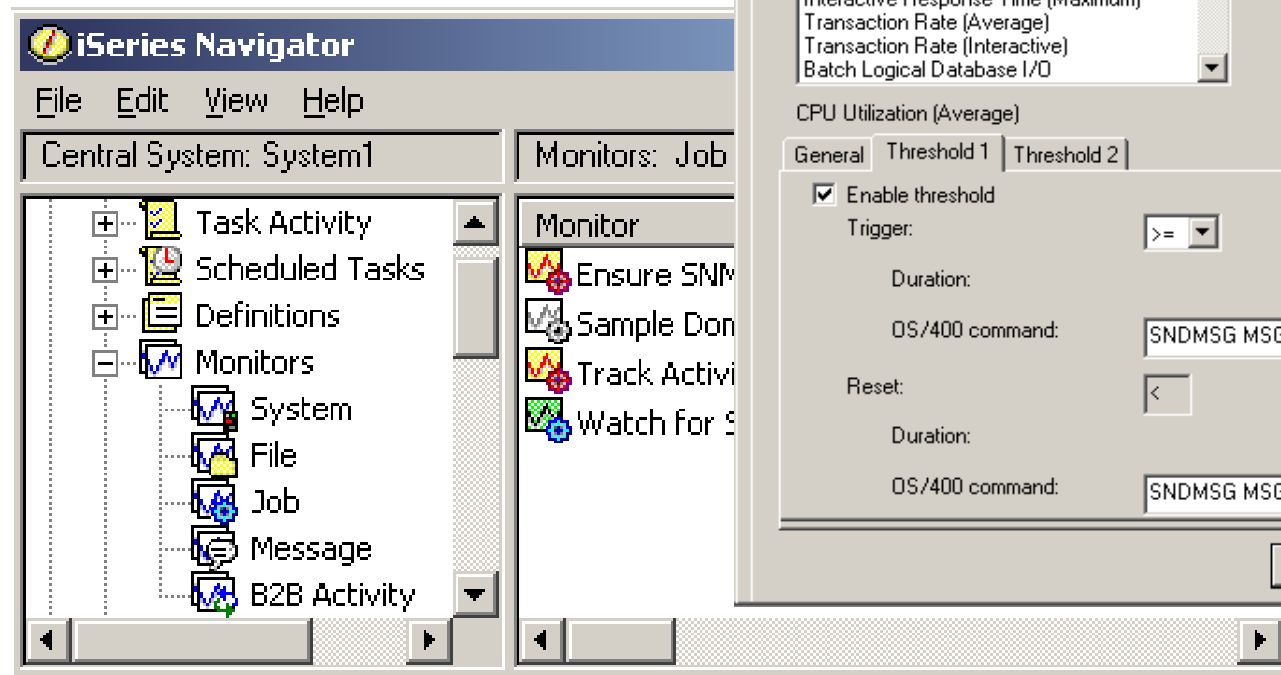 iSeries Navigator
File Edit View Help
Central System: System1
Task Activity
Scheduled Tasks
Definitions
Monitors
System
File
Job
Message
B2B Activity
Monitors: Job
Monitor
Ensure SNM
Sample Dom
Track Activi
Watch for S
Interactive Response Time (Maximum)
Transaction Rate (Average)
Transaction Rate (Interactive)
Batch Logical Database I/O
CPU Utilization (Average)
General Threshold 1 Threshold 2
Enable threshold
Trigger: >=
Duration:
OS/400 command: SNDMSG MSG
Reset: <
Duration:
OS/400 command: SNDMSG MSG